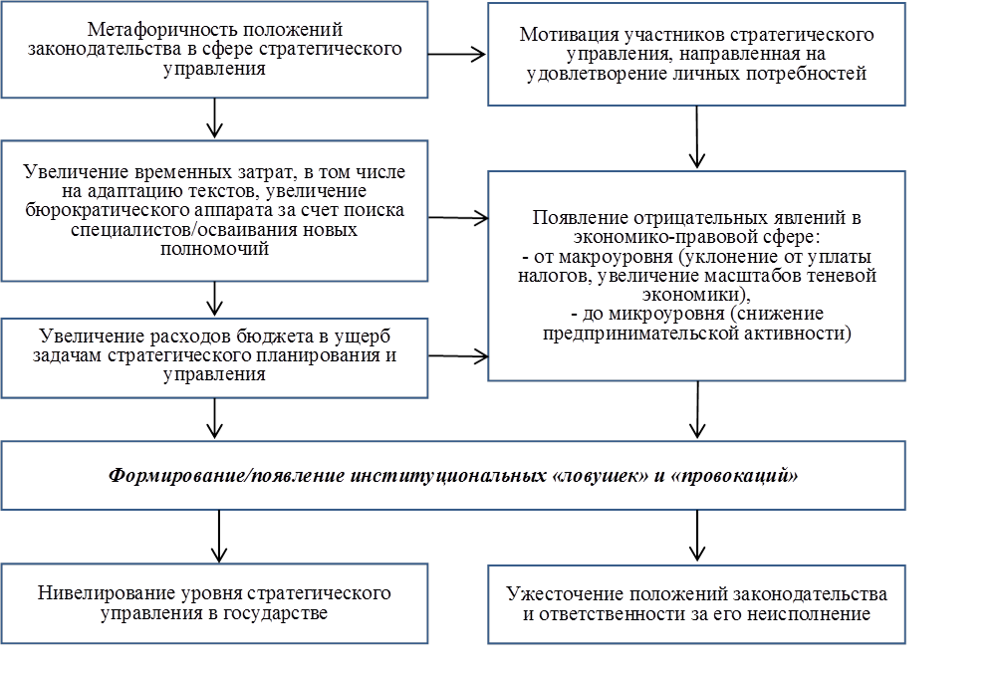 Метафоричность положений
законодательства в сфере стратегического
управления
Мотивация участников стратегического
управления, направленная на
удовлетворение личных потребностей
Увеличение временных затрат, в том числе
на адаптацию текстов, увеличение
бюрократического аппарата за счет поиска
специалистов/осваивания новых
полномочий
Появление отрицательных явлений в
экономико-правовой сфере:
- от макроуровня (уклонение от уплаты
налогов, увеличение масштабов теневой
экономики),
- до микроуровня (снижение
предпринимательской активности)
Увеличение расходов бюджета в ущерб
задачам стратегического планирования и
управления
Формирование/появление институциональных «ловушек» и «провокаций»
Нивелирование уровня стратегического
управления в государстве
Ужесточение положений законодательства
и ответственности за его неисполнение